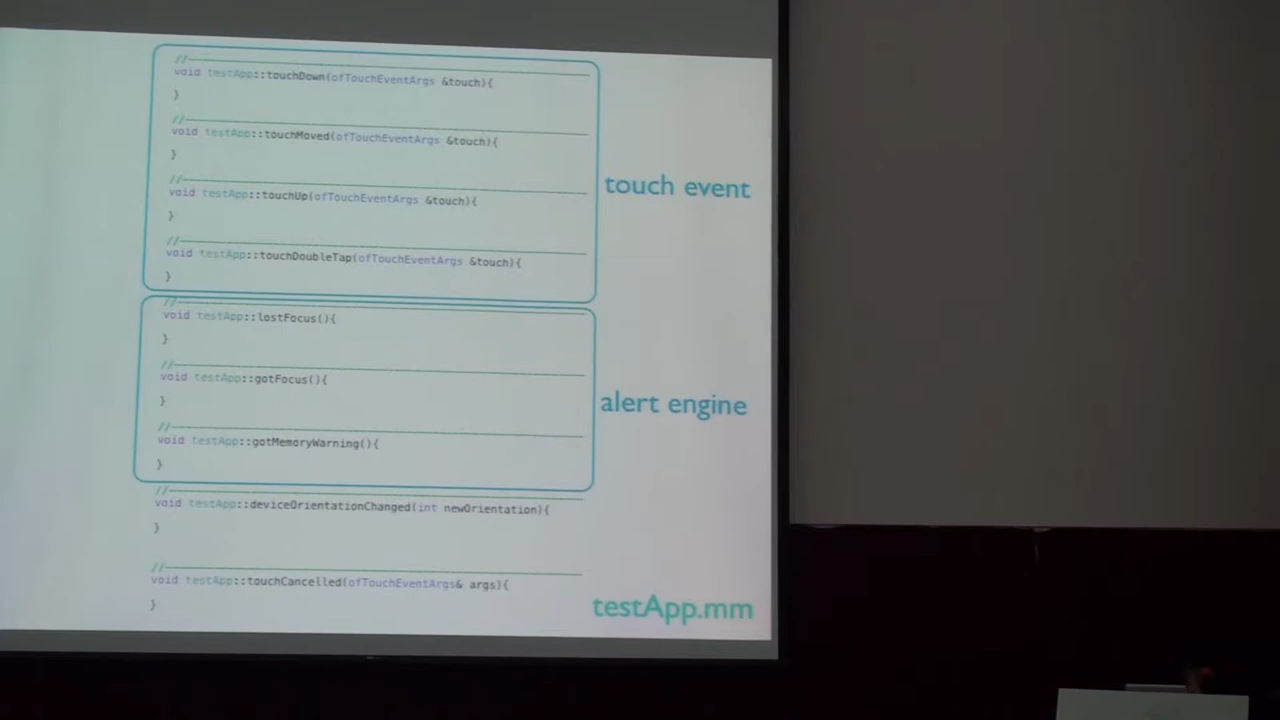 //
void testApp::touchDown(ofTouchEventArgs &touch){
}
//
void testApp::touchMoved(ofTouchEventArgs &touch){
}
//
void testApp::touchUp(ofTouchEventArgs &touch){
}
//
void testApp::touchDoubleTap(ofTouchEventArgs &touch){
}
touch event
//
void testApp::lostFocus(){
}
//
void testApp::gotFocus(){
}
//
void testApp::gotMemoryWarning(){
}
alert engine
//
void testApp::deviceOrientationChanged(int newOrientation){
}
//
void testApp::touchCancelled(ofTouchEventArgs& args){
}
testApp.mm